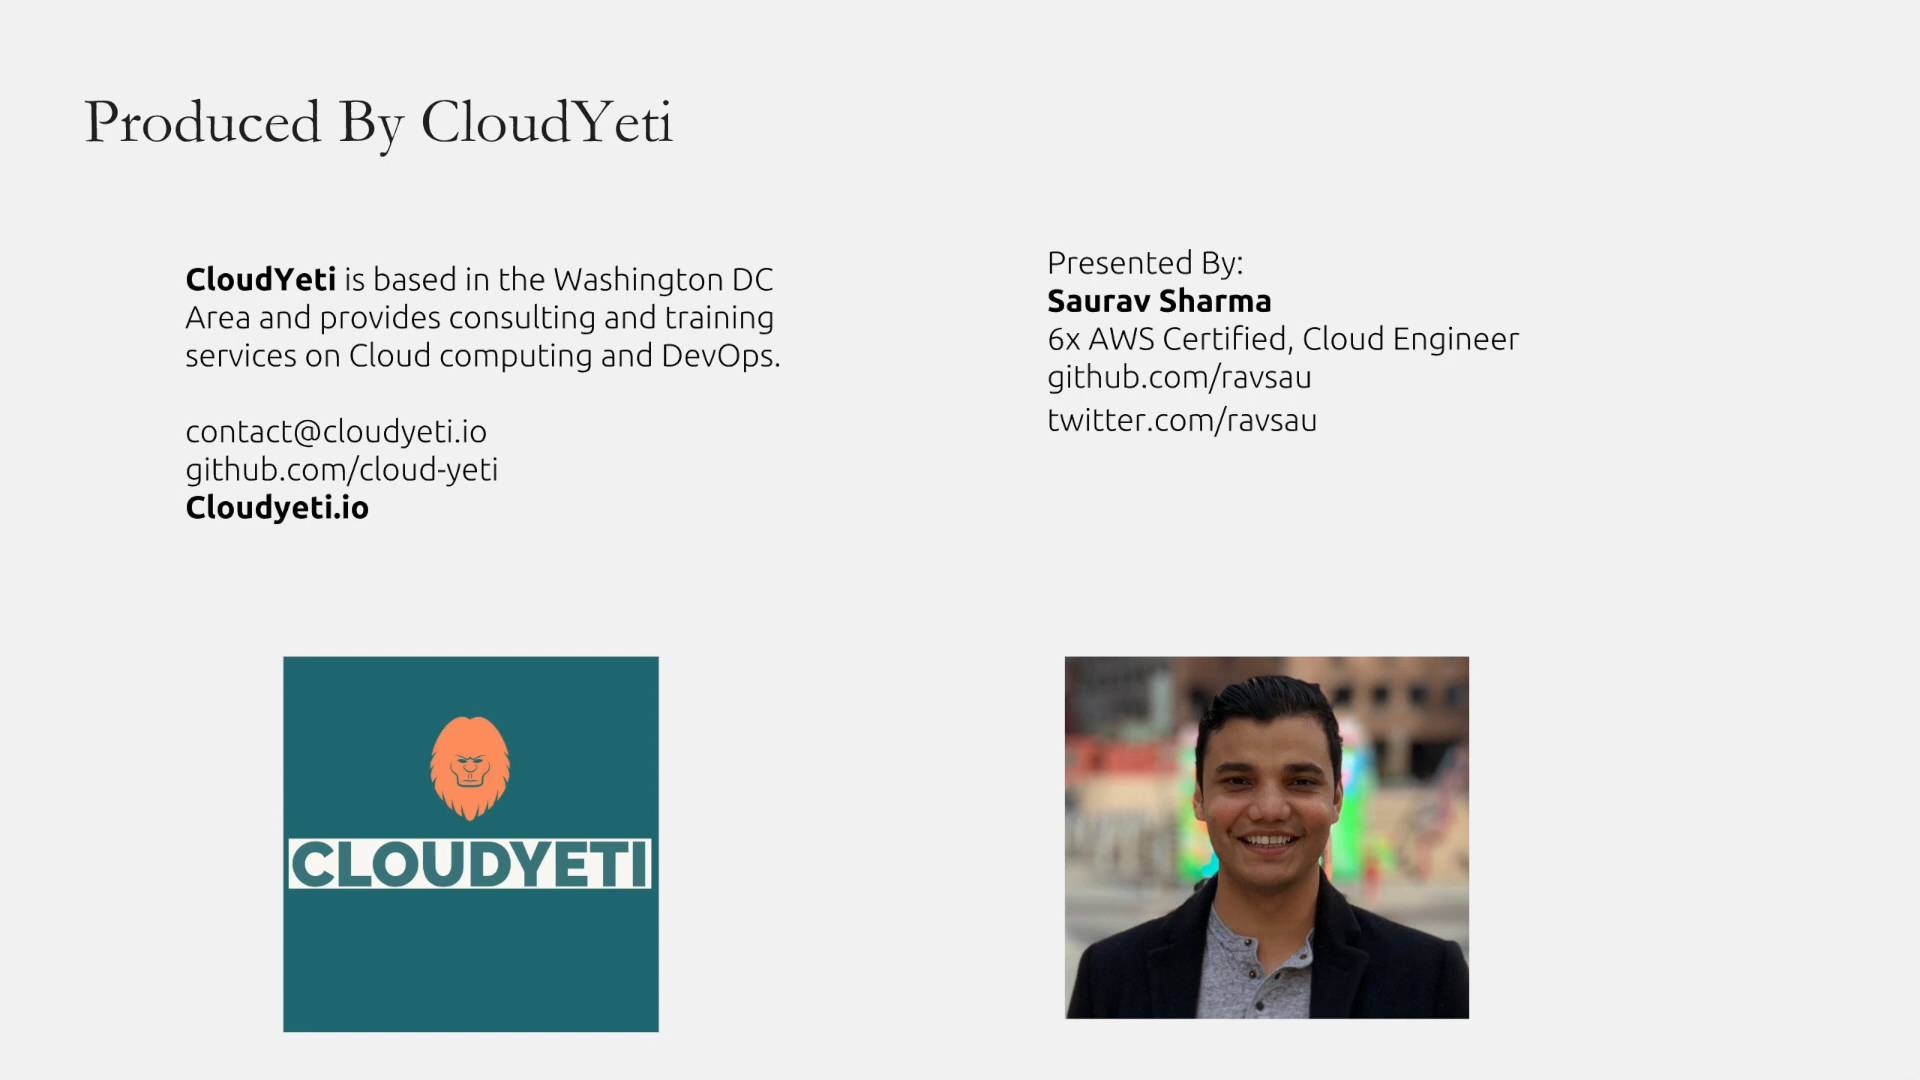 Produced By CloudYeti
CloudYeti is based in the Washington DC
Area and provides consulting and training
services on Cloud computing and DevOps.
contact@cloudyeti.io
github.com/cloud-yeti
Cloudyeti.io
Presented By:
Saurav Sharma
6x AWS Certified, Cloud Engineer
github.com/ravsau
twitter.com/ravsau
CLOUDYETI